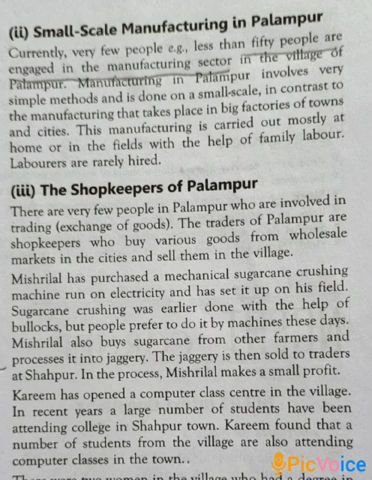 (ii) Small-Scale Manufacturing in Palampur
Currently, very few people e.g., less than fifty people are
engaged in the manufacturing sector in the village of
Palampur. Manufacturing in Palampur involves very
simple methods and is done on a small-scale, in contrast to
the manufacturing that takes place in big factories of towns
and cities. This manufacturing is carried out mostly at
home or in the fields with the help of family labour.
Labourers are rarely hired.
(iii) The Shopkeepers of Palampur
There are very few people in Palampur who are involved in
trading (exchange of goods). The traders of Palampur are
shopkeepers who buy various goods from wholesale
markets in the cities and sell them in the village.
Mishrilal has purchased a mechanical sugarcane crushing
machine run on electricity and has set it up on his field.
Sugarcane crushing was earlier done with the help of
bullocks, but people prefer to do it by machines these days.
Mishrilal also buys sugarcane from other farmers and
processes it into jaggery. The jaggery is then sold to traders
at Shahpur. In the process, Mishrilal makes a small profit.
Kareem has opened a computer class centre in the village.
In recent years a large number of students have been
attending college in Shahpur town. Kareem found that a
number of students from the village are also attending
computer classes in the town..
PicVoice
There were two women in the village who had a degree in